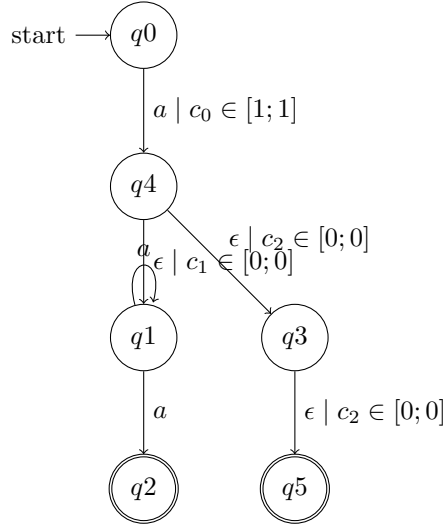 start q0
a | c₀ ∈ [1; 1]
q4
ϵ | c₂ ∈ [0; 0]
a
ϵ | c₁ ∈ [0; 0]
q1 q3
a
ϵ | c₂ ∈ [0; 0]
q2 q5